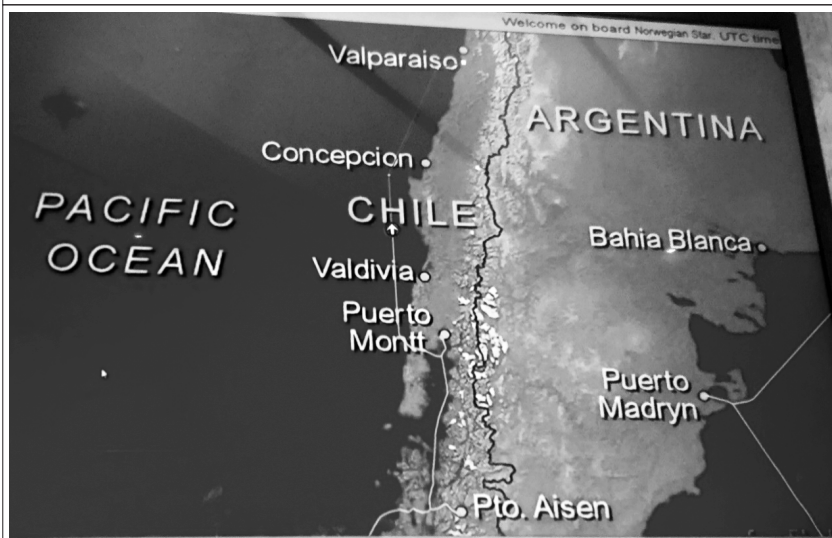 Welcome on board Norwegian Star. UTC time
Valparaiso
ARGENTINA
Concepcion
PACIFIC
OCEAN
CHILE
Bahia Blanca
Valdivia
Puerto
Montt
Puerto
Madryn
Pto. Aisen